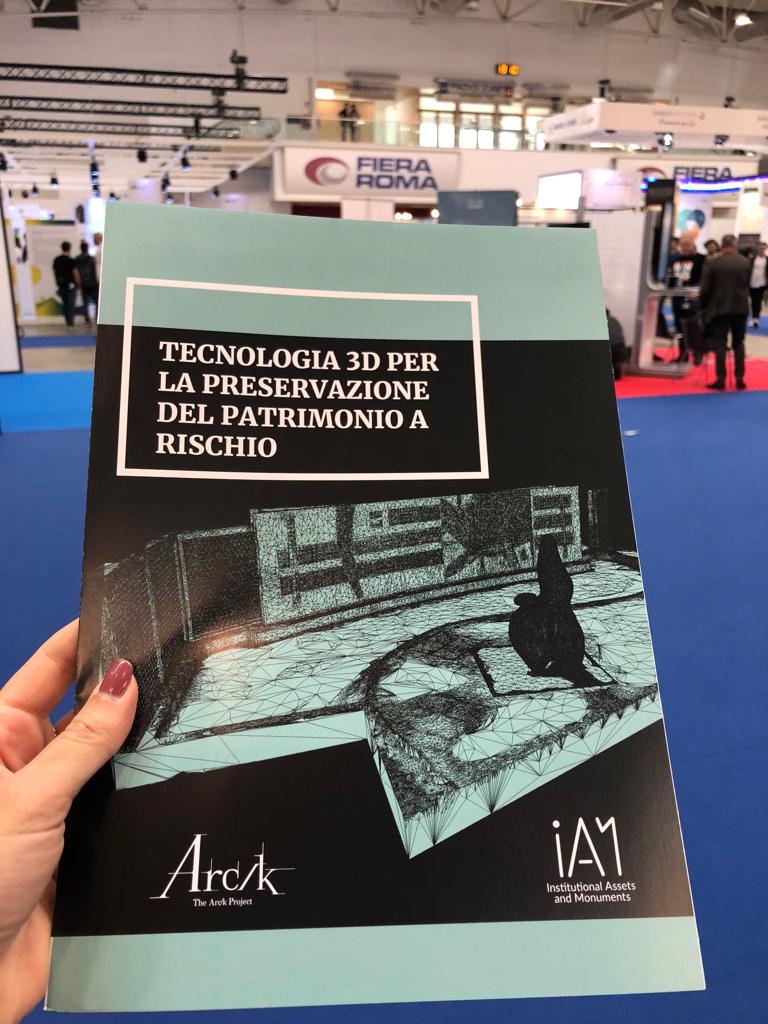 FIERA
ROMA
FIERA
TECNOLOGIA 3D PER
LA PRESERVAZIONE
DEL PATRIMONIO A
RISCHIO
Arc/k
The Arc/k Project
iAM
Institutional Assets
and Monuments